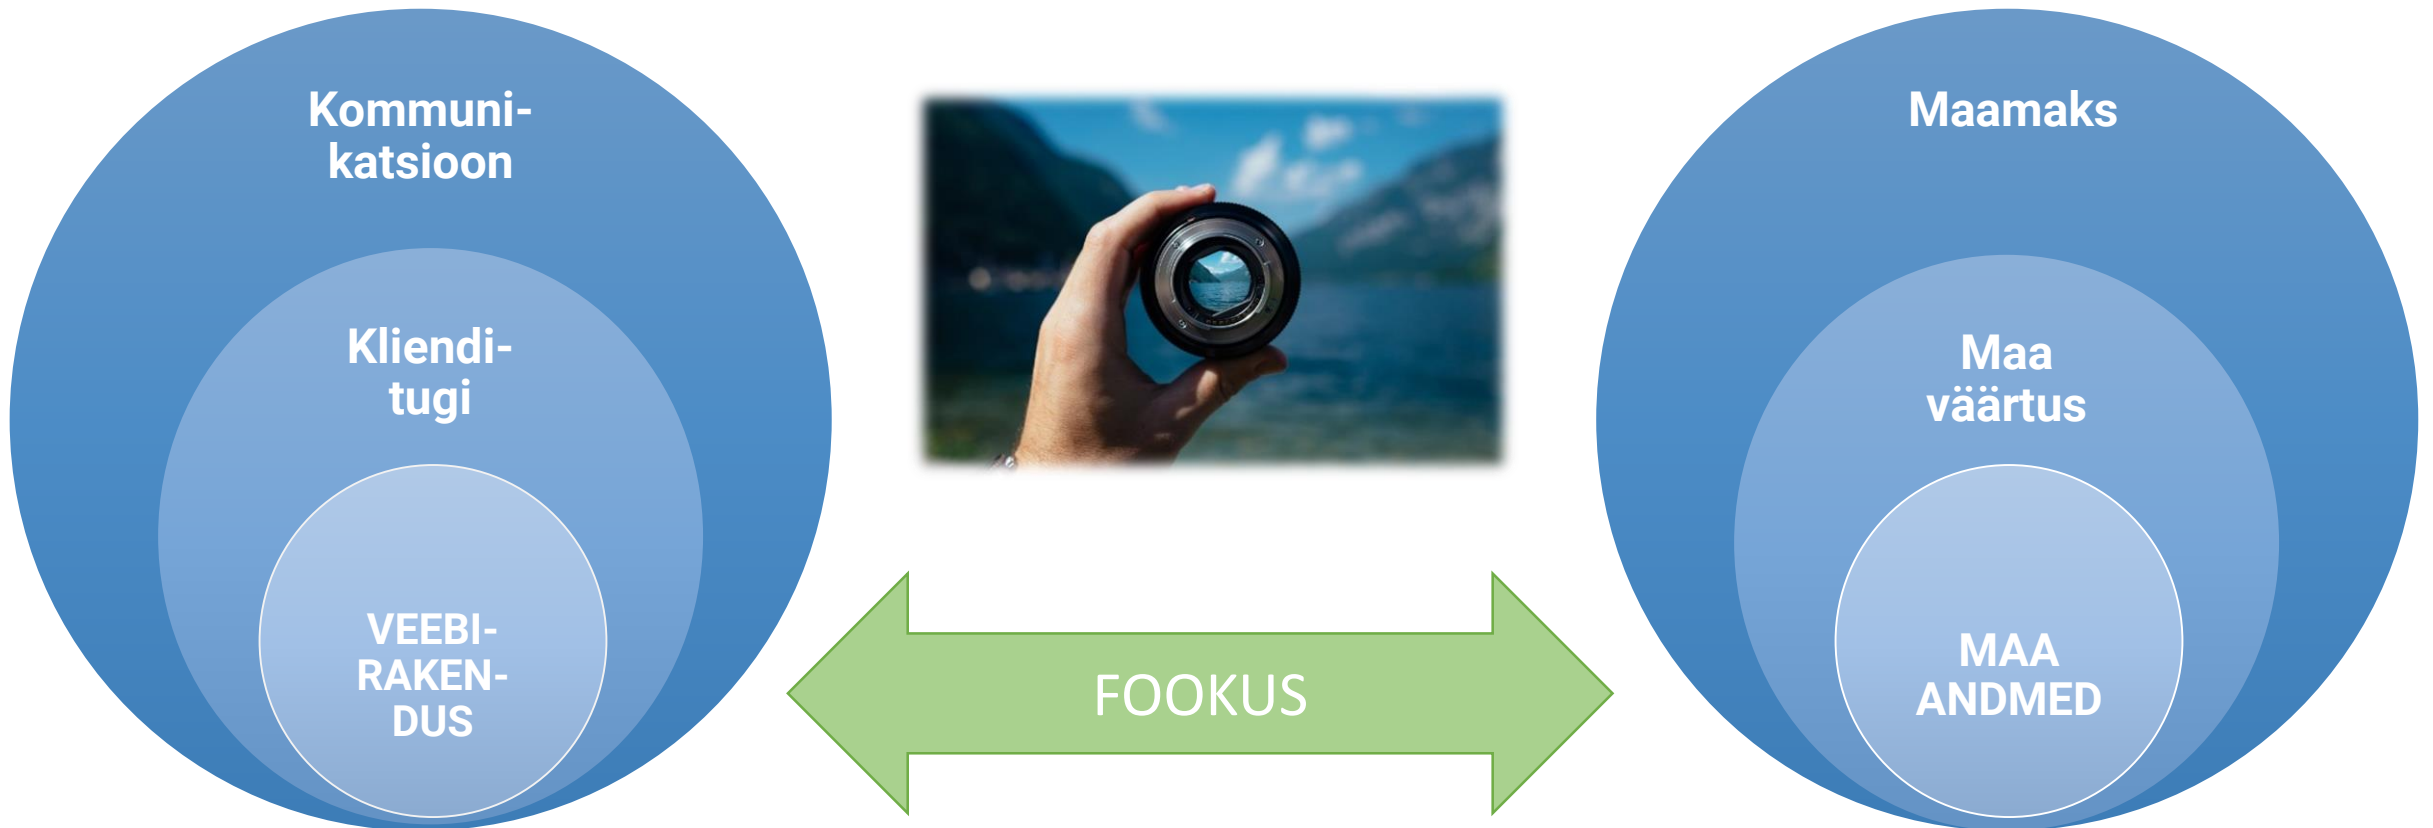 Kommuni-
katsioon
Kliendi-
tugi
VEEBI-
RAKEN-
DUS
FOOKUS
Maamaks
Maa
väärtus
MAA
ANDMED